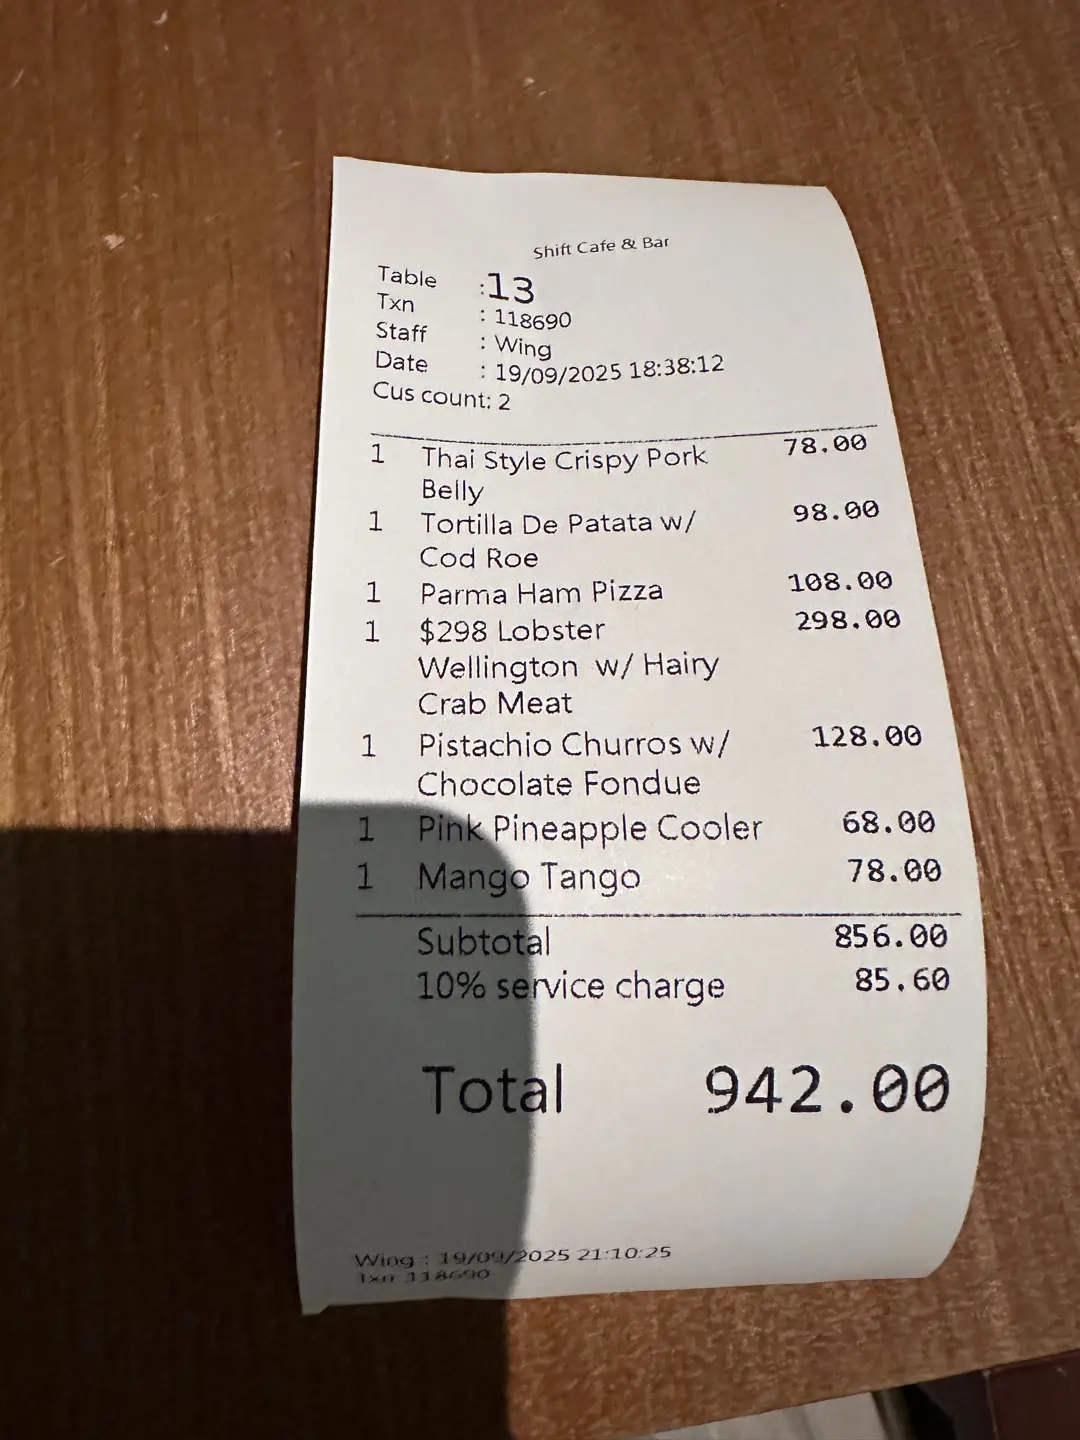 Shift Cafe & Bar
Table :13
Txn : 118690
Staff : Wing
Date : 19/09/2025 18:38:12
Cus count: 2
1 Thai Style Crispy Pork 78.00
Belly
1 Tortilla De Patata w/ 98.00
Cod Roe
1 Parma Ham Pizza 108.00
1 $298 Lobster 298.00
Wellington w/ Hairy
Crab Meat
1 Pistachio Churros w/ 128.00
Chocolate Fondue
1 Pink Pineapple Cooler 68.00
1 Mango Tango 78.00
Subtotal 856.00
10% service charge 85.60
Total 942.00
Wing : 19/09/2025 21:10:25
Txn 118690